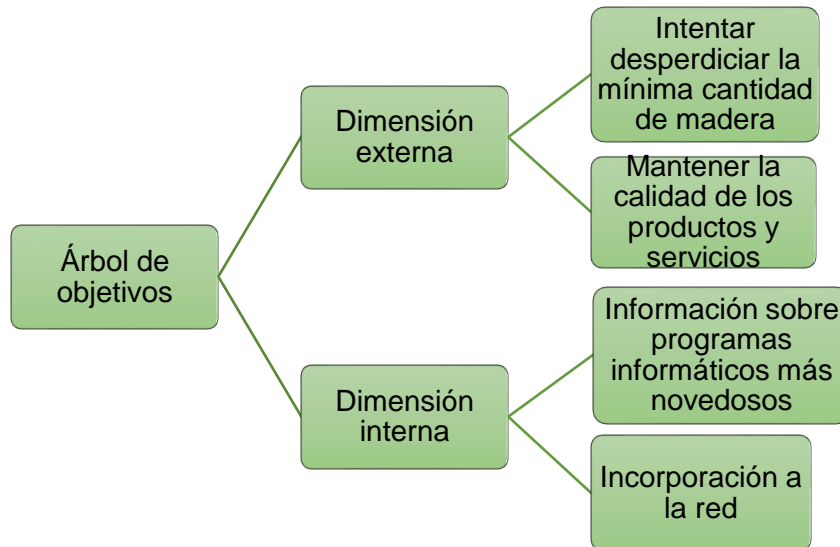 Árbol de
objetivos
Dimensión
externa
Intentar
desperdiciar la
mínima cantidad
de madera
Mantener la
calidad de los
productos y
servicios
Dimensión
interna
Información sobre
programas
informáticos más
novedosos
Incorporación a
la red